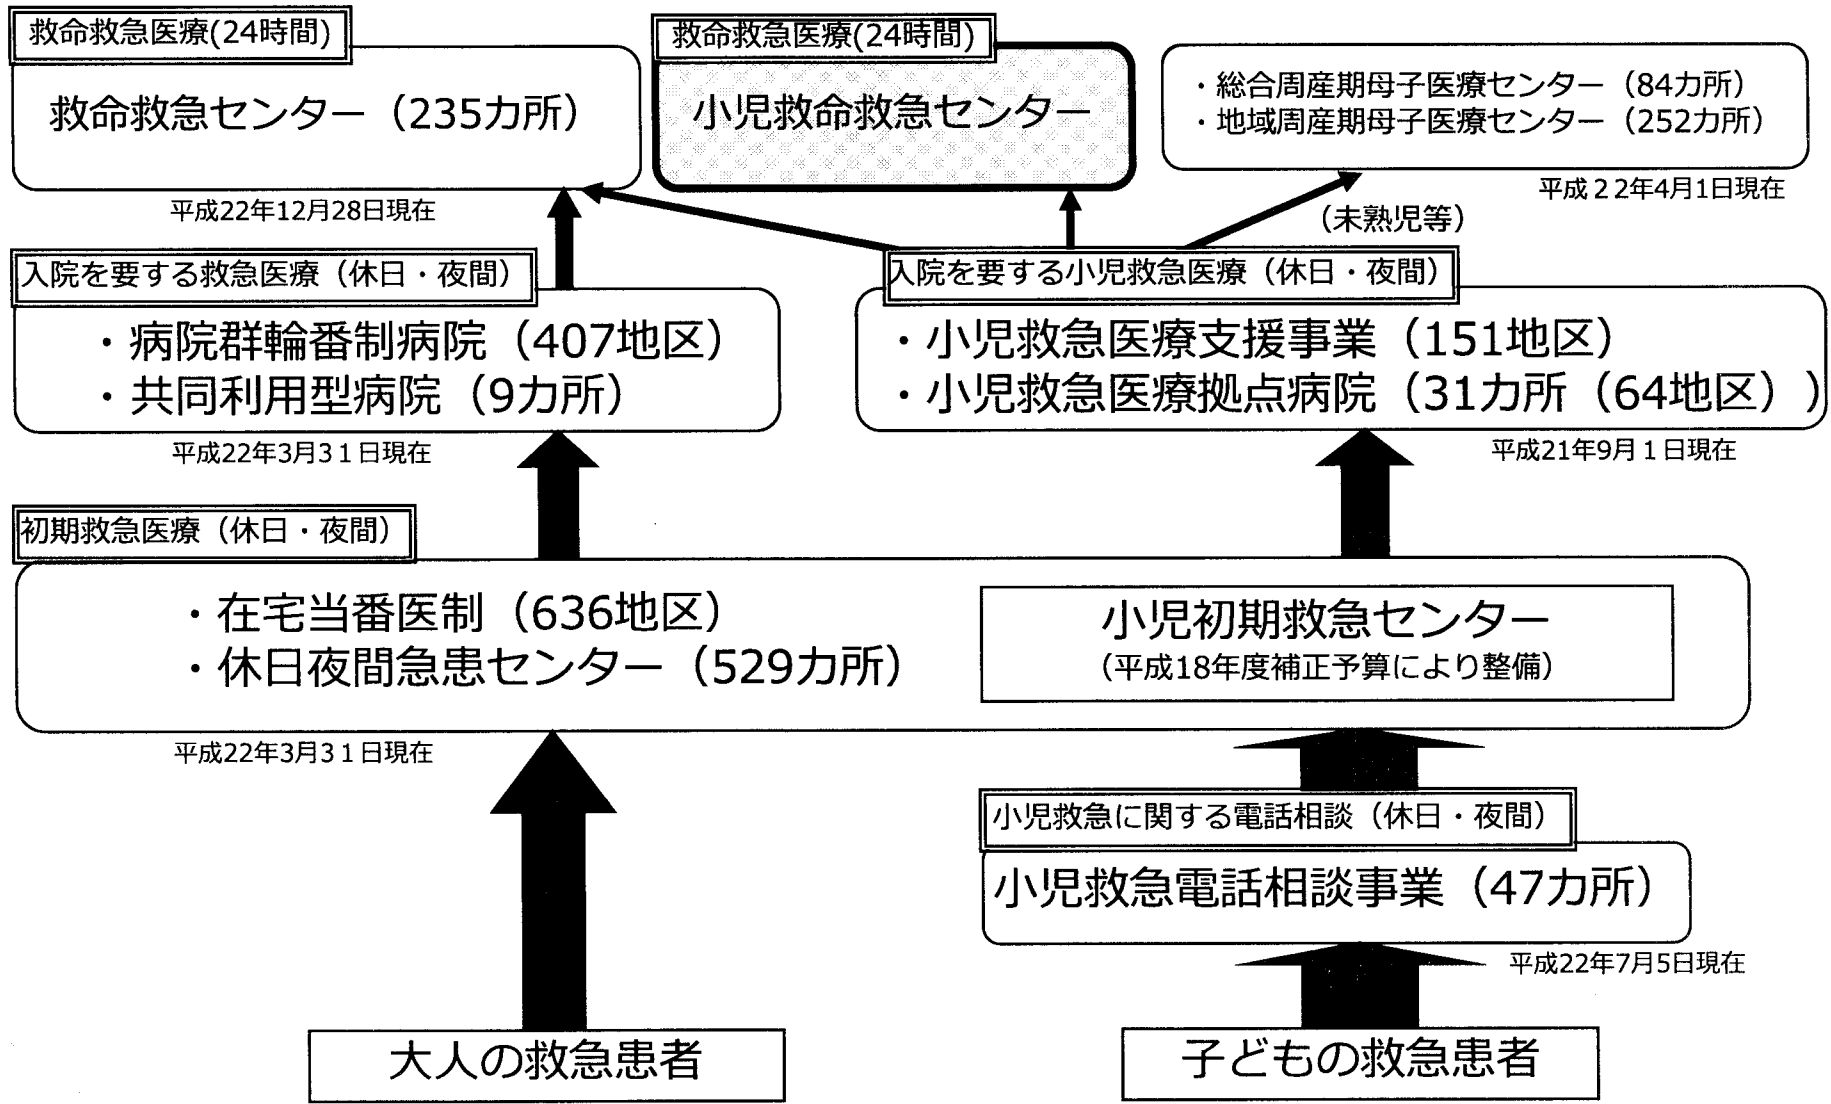 救命救急医療(24時間)
救命救急センター（235カ所）
平成22年12月28日現在
救命救急医療(24時間)
小児救命救急センター
・総合周産期母子医療センター（84カ所）
・地域周産期母子医療センター（252カ所）
平成２２年4月1日現在
（未熟児等）
入院を要する救急医療（休日・夜間）
・病院群輪番制病院（407地区）
・共同利用型病院（9カ所）
平成22年3月3１日現在
入院を要する小児救急医療（休日・夜間）
・小児救急医療支援事業（151地区）
・小児救急医療拠点病院（31カ所（64地区））
平成21年9月１日現在
初期救急医療（休日・夜間）
・在宅当番医制（636地区）
・休日夜間急患センター（529カ所）
小児初期救急センター
（平成18年度補正予算により整備）
平成22年3月3１日現在
小児救急に関する電話相談（休日・夜間）
小児救急電話相談事業（47カ所）
平成22年7月5日現在
大人の救急患者
子どもの救急患者